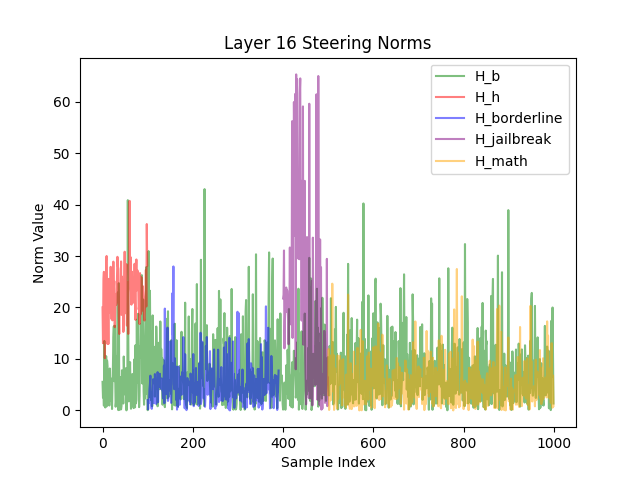 Layer 16 Steering Norms
H_b
H_h
H_borderline
H_jailbreak
H_math
Norm Value
60
50
40
30
20
10
0
0 200 400 600 800 1000
Sample Index